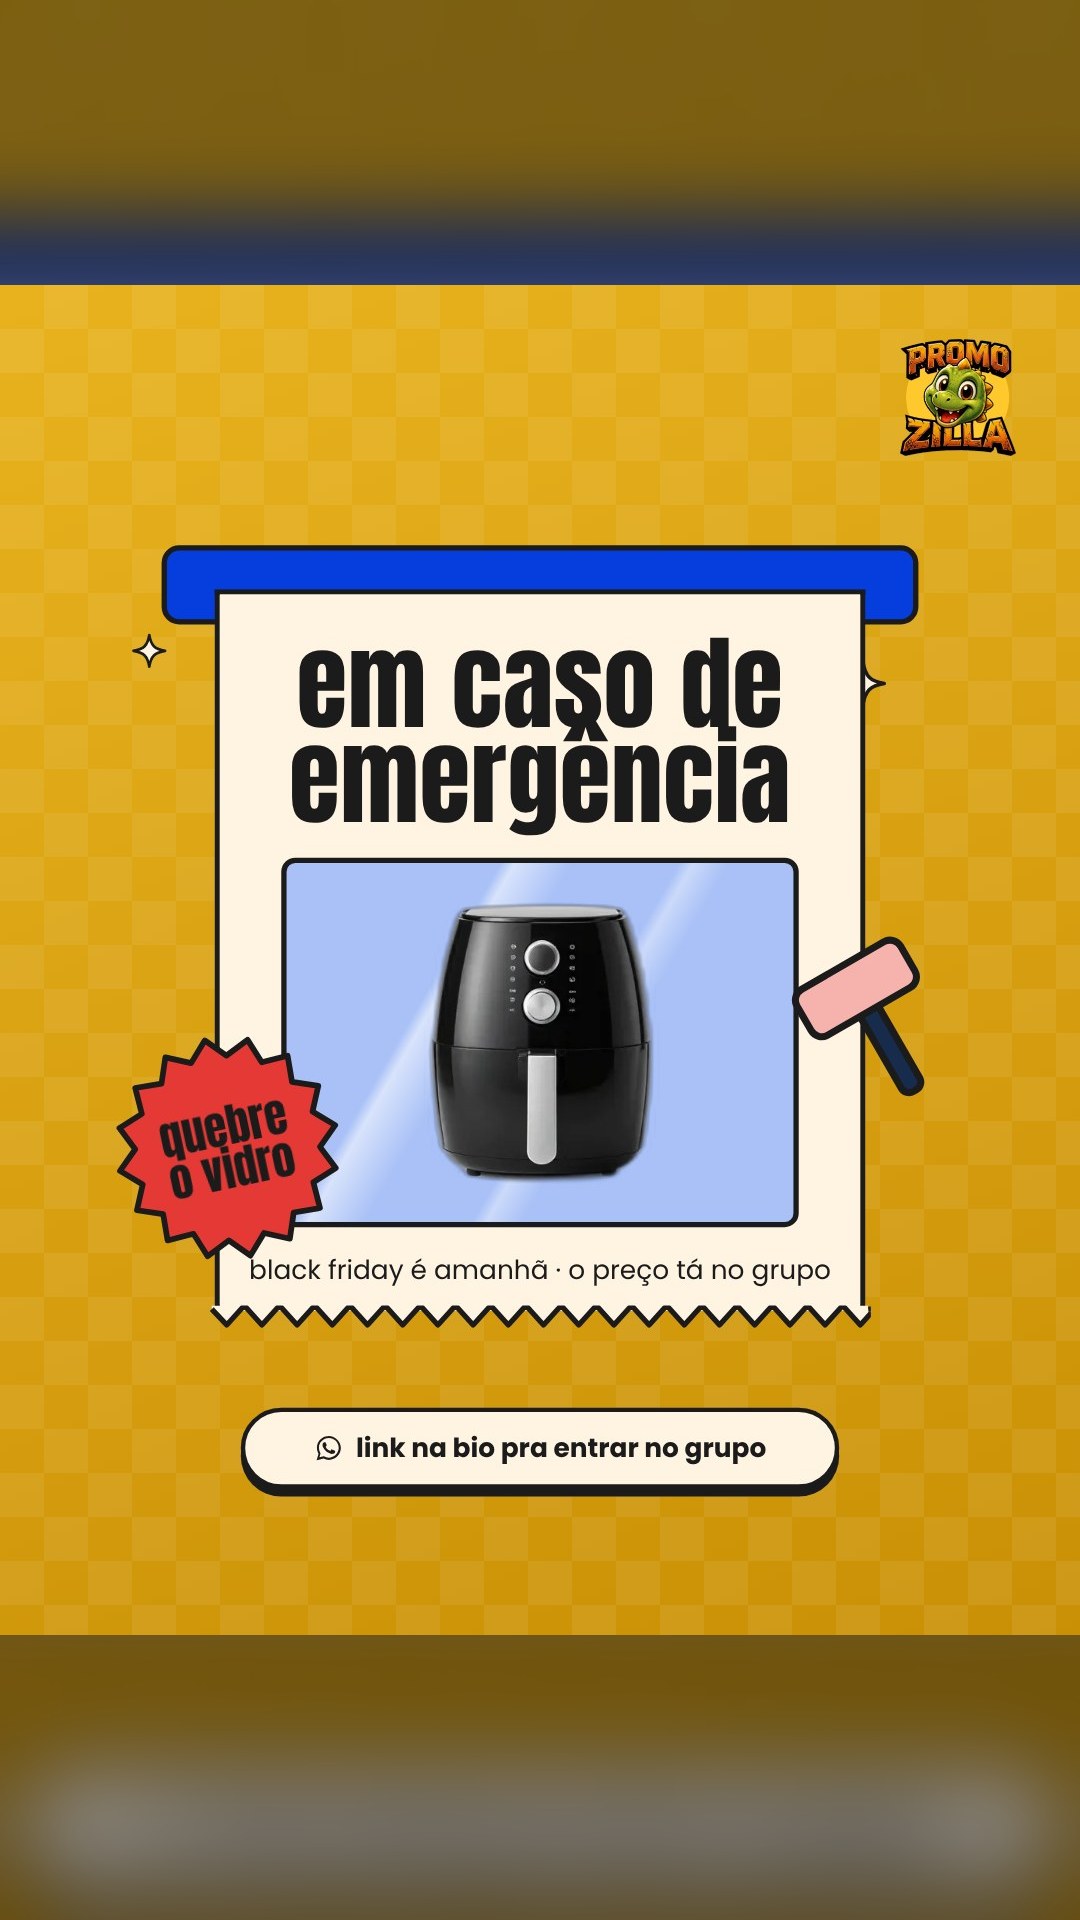 PROMO
ZILLA
em caso de
emergência
quebre
o vidro
black friday é amanhã · o preço tá no grupo
link na bio pra entrar no grupo